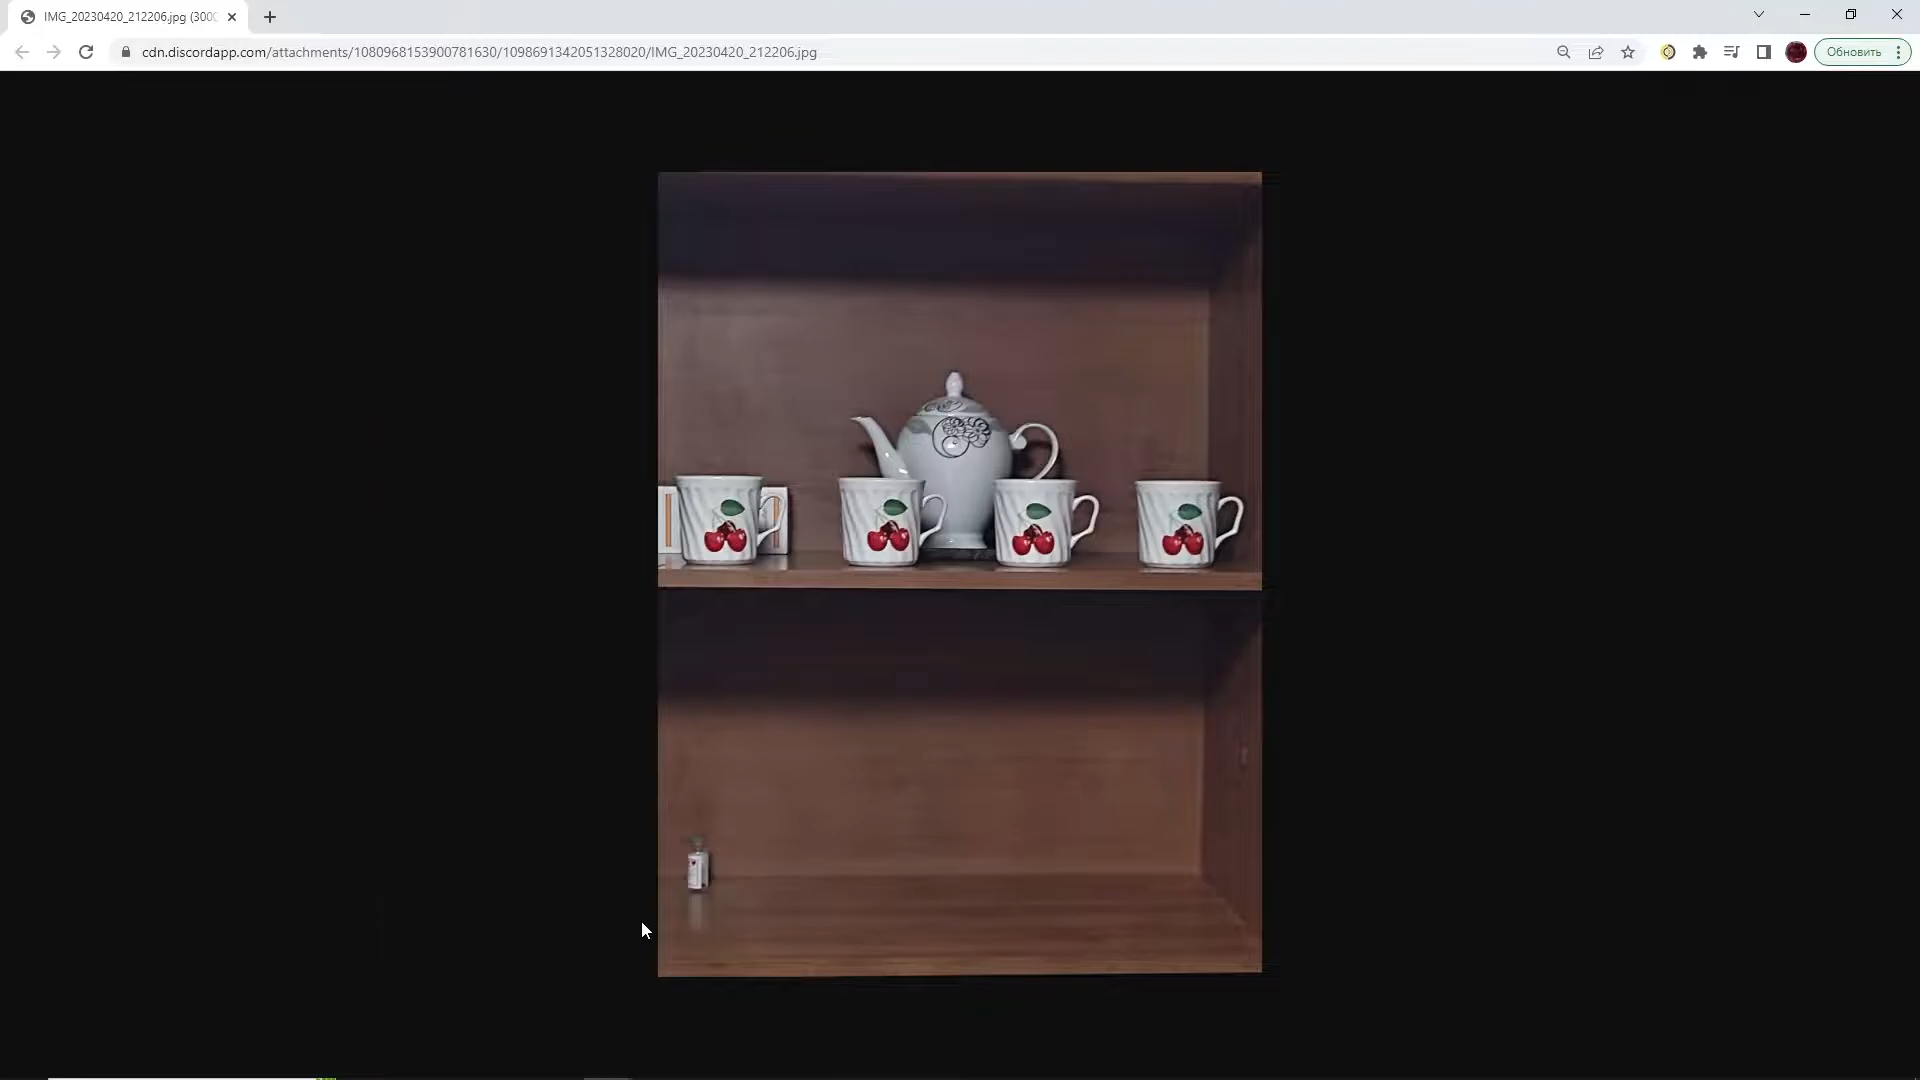 IMG_20230420_212206.jpg (300
cdn.discordapp.com/attachments/1080968153900781630/1098691342051328020/IMG_20230420_212206.jpg
Обновить